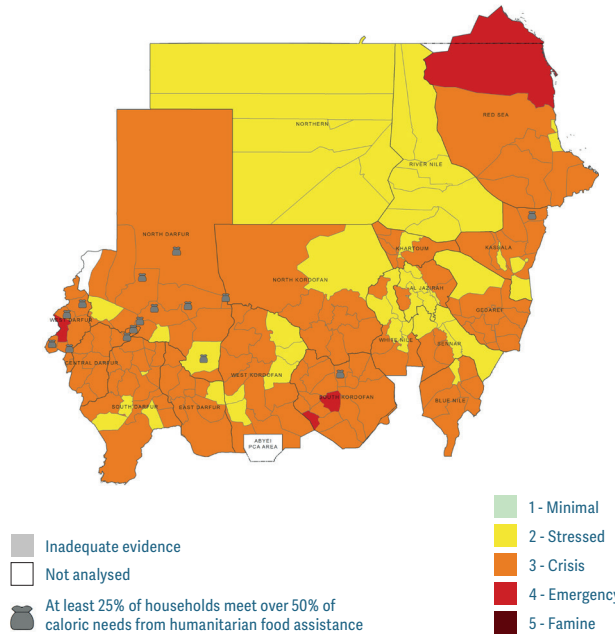 NORTHERN
RED SEA
RIVER NILE
NORTH DARFUR
KHARTOUM
KASSALA
NORTH KORDOFAN
AL JAZIRAH
GEDAREF
WEST DARFUR
WHITE NILE
SENNAR
CENTRAL DARFUR
WEST KORDOFAN
SOUTH KORDOFAN
BLUE NILE
SOUTH DARFUR
EAST DARFUR
ABYEI
PCA AREA
Inadequate evidence
Not analysed
At least 25% of households meet over 50% of
caloric needs from humanitarian food assistance
1 - Minimal
2 - Stressed
3 - Crisis
4 - Emergency
5 - Famine